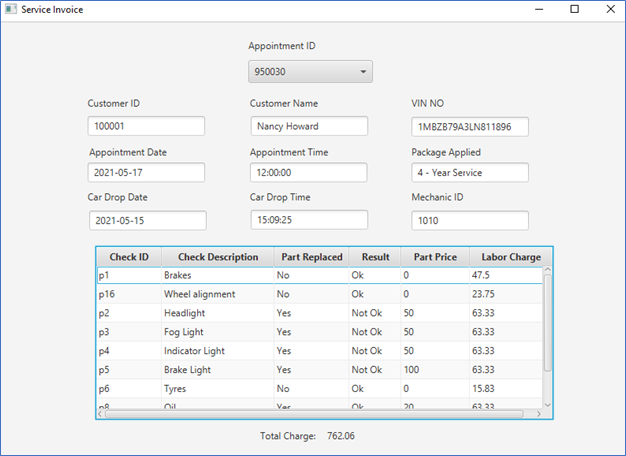 Service Invoice
Appointment ID
950030
Customer ID Customer Name VIN NO
100001 Nancy Howard 1MBZB79A3LN811896
Appointment Date Appointment Time Package Applied
2021-05-17 12:00:00 4 - Year Service
Car Drop Date Car Drop Time Mechanic ID
2021-05-15 15:09:25 1010
Check ID Check Description Part Replaced Result Part Price Labor Charge
p1 Brakes No Ok 0 47.5
p16 Wheel alignment No Ok 0 23.75
p2 Headlight Yes Not Ok 50 63.33
p3 Fog Light Yes Not Ok 50 63.33
p4 Indicator Light Yes Not Ok 50 63.33
p5 Brake Light Yes Not Ok 100 63.33
p6 Tyres No Ok 0 15.83
p8 Oil Yes Ok 20 63.33
Total Charge: 762.06